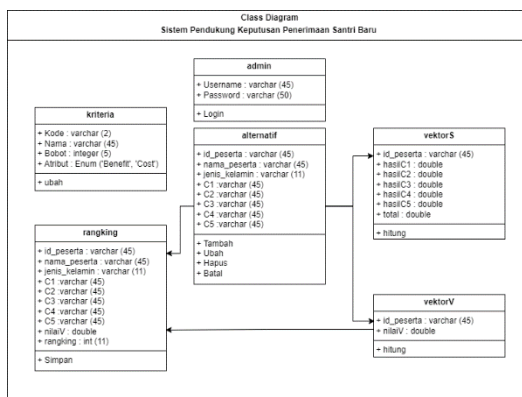 Class Diagram
Sistem Pendukung Keputusan Penerimaan Santri Baru
admin
+ Username : varchar (45)
+ Password : varchar (50)
+ Login
kriteria
+ Kode : varchar (2)
+ Nama : varchar (45)
+ Bobot : integer (5)
+ Atribut : Enum ('Benefit', 'Cost')
+ ubah
alternatif
+ id_peserta : varchar (45)
+ nama_peserta : varchar (45)
+ jenis_kelamin : varchar (11)
+ C1 :varchar (45)
+ C2 :varchar (45)
+ C3 :varchar (45)
+ C4 :varchar (45)
+ C5 :varchar (45)
+ Tambah
+ Ubah
+ Hapus
+ Batal
vektorS
+ id_peserta : varchar (45)
+ hasilC1 : double
+ hasilC2 : double
+ hasilC3 : double
+ hasilC4 : double
+ hasilC5 : double
+ total : double
+ hitung
rangking
+ id_peserta : varchar (45)
+ nama_peserta : varchar (45)
+ jenis_kelamin : varchar (11)
+ C1 :varchar (45)
+ C2 :varchar (45)
+ C3 :varchar (45)
+ C4 :varchar (45)
+ C5 :varchar (45)
+ nilaiV : double
+ rangking : int (11)
+ Simpan
vektorV
+ id_peserta : varchar (45)
+ nilaiV : double
+ hitung